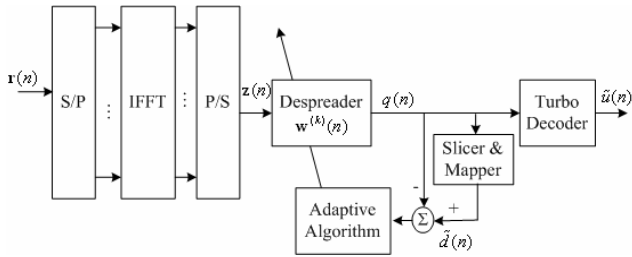 r(n)
S/P
⋮
IFFT
⋮
P/S
z(n)
Despreader
w^{k}(n)
q(n)
Turbo
Decoder
ũ(n)
Slicer &
Mapper
-
+
Σ
d̃(n)
Adaptive
Algorithm